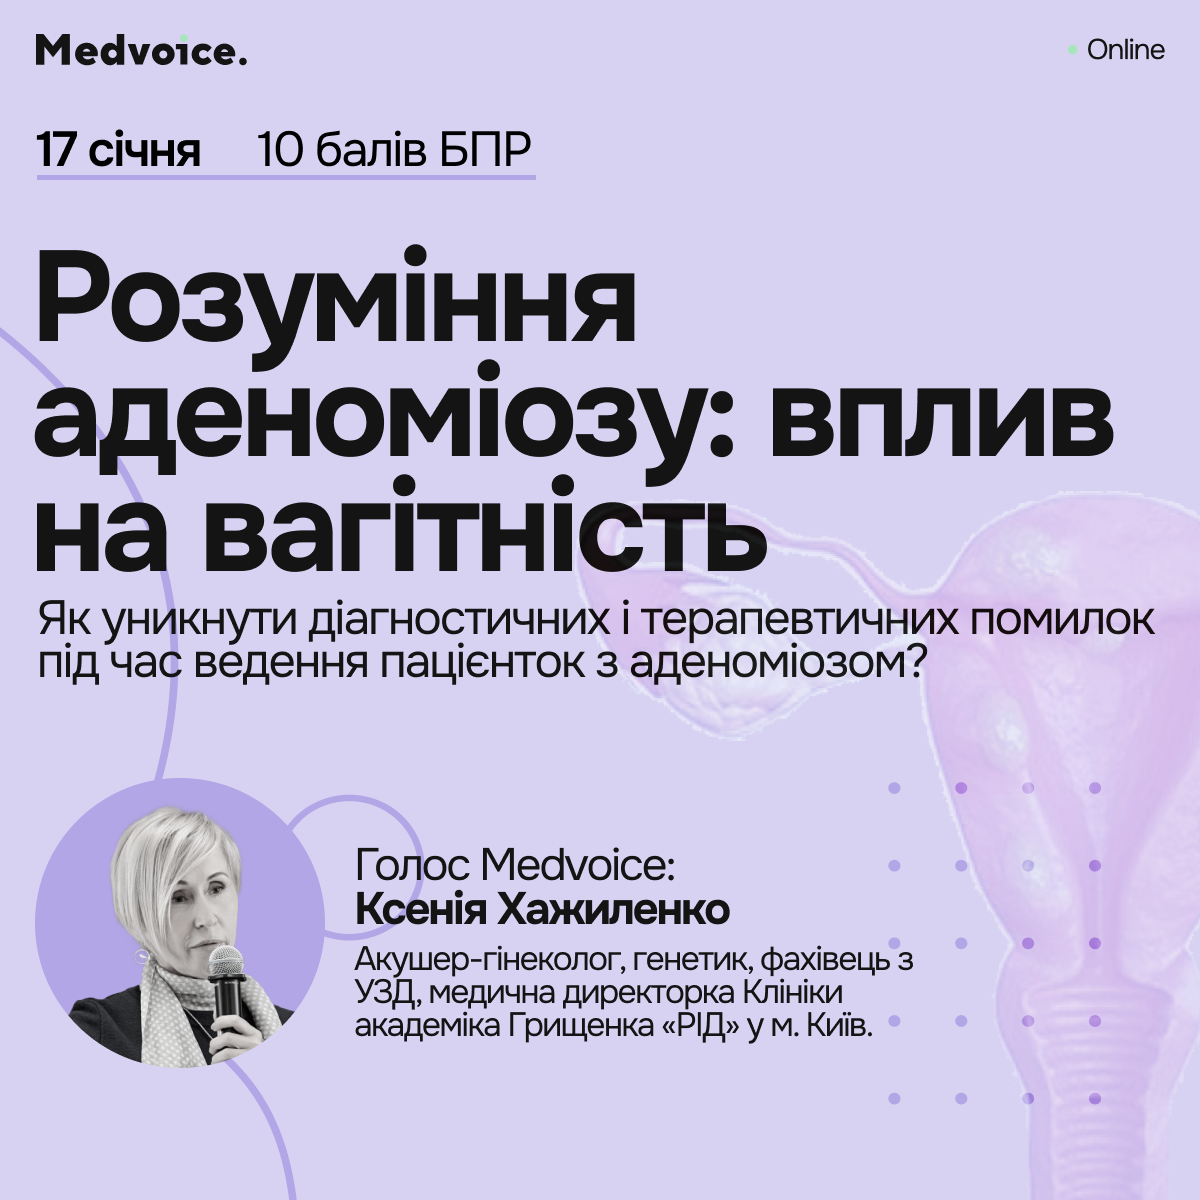 Medvoice.
Online
17 січня 10 балів БПР
Розуміння
аденоміозу: вплив
на вагітність
Як уникнути діагностичних і терапевтичних помилок
під час ведення пацієнток з аденоміозом?
Голос Medvoice:
Ксенія Хажиленко
Акушер-гінеколог, генетик, фахівець з
УЗД, медична директорка Клініки
академіка Грищенка «РІД» у м. Київ.